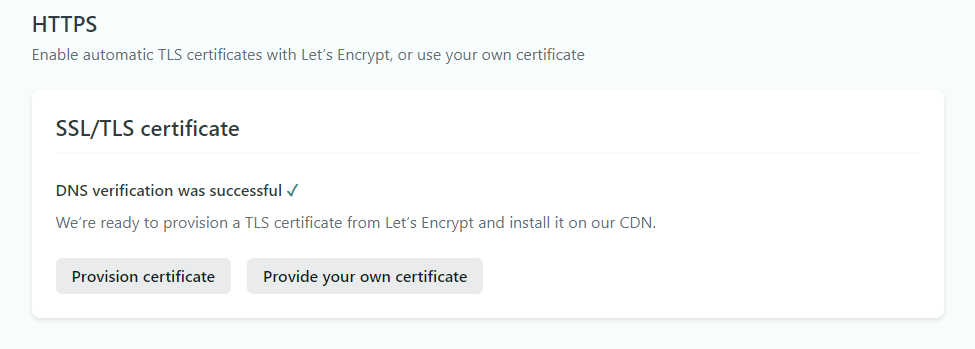 HTTPS
Enable automatic TLS certificates with Let’s Encrypt, or use your own certificate
SSL/TLS certificate
DNS verification was successful ✓
We’re ready to provision a TLS certificate from Let’s Encrypt and install it on our CDN.
Provision certificate Provide your own certificate